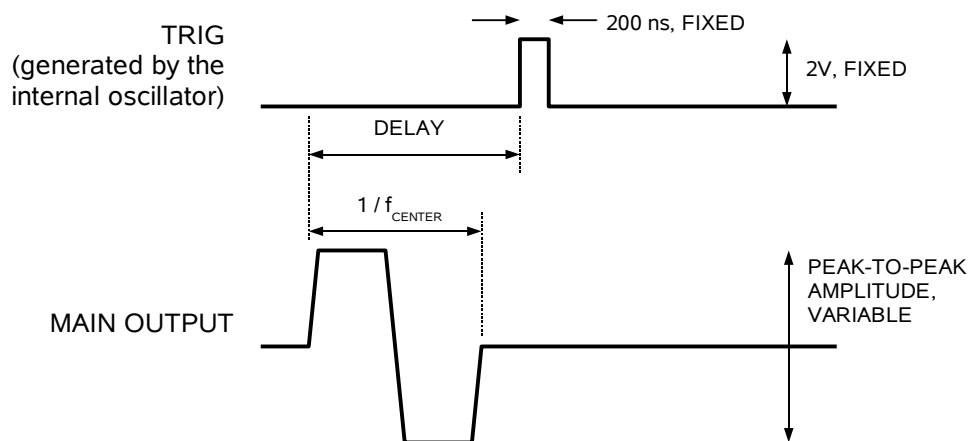 TRIG
(generated by the
internal oscillator)
200 ns, FIXED
2V, FIXED
DELAY
1 / fCENTER
MAIN OUTPUT
PEAK-TO-PEAK
AMPLITUDE,
VARIABLE